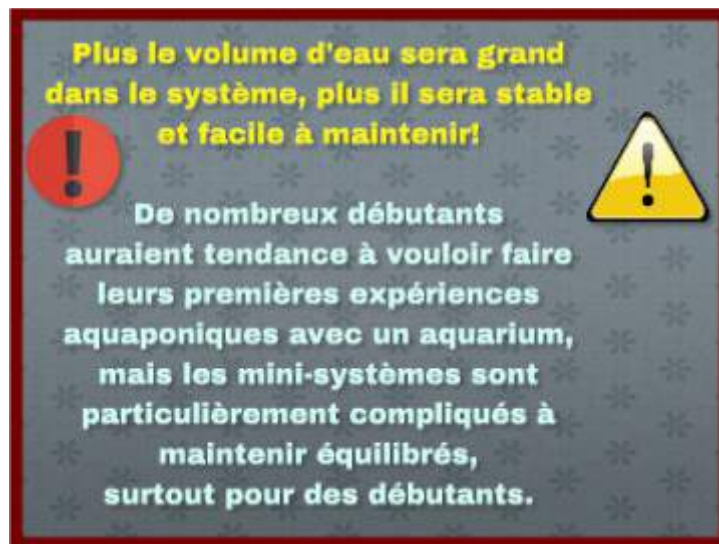 Plus le volume d'eau sera grand
dans le système, plus il sera stable
et facile à maintenir!
De nombreux débutants
auraient tendance à vouloir faire
leurs premières expériences
aquaponiques avec un aquarium,
mais les mini-systèmes sont
particulièrement compliqués à
maintenir équilibrés,
surtout pour des débutants.